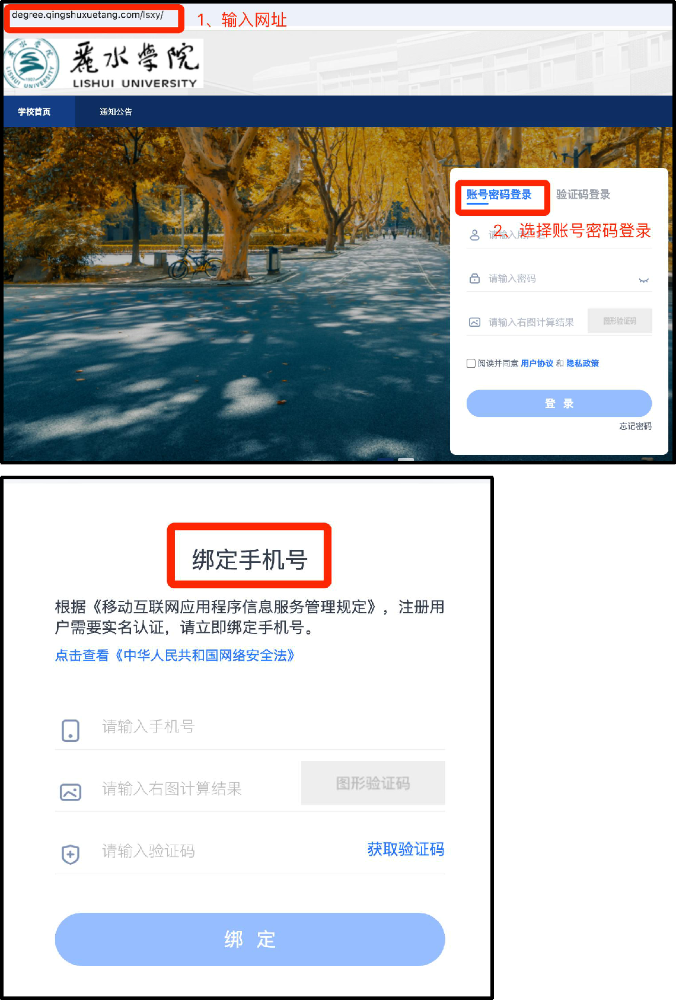 degree.qingshuxuetang.com/lsxy/
1、输入网址
麗水学院
LISHUI UNIVERSITY
LISHUI UNIVERSITY
1907
学校首页
通知公告
账号密码登录
验证码登录
2、选择账号密码登录
请输入用户名
请输入密码
请输入右图计算结果
图形验证码
阅读并同意 用户协议 和 隐私政策
登 录
忘记密码
绑定手机号
根据《移动互联网应用程序信息服务管理规定》，注册用
户需要实名认证，请立即绑定手机号。
点击查看《中华人民共和国网络安全法》
请输入手机号
请输入右图计算结果
图形验证码
请输入验证码
获取验证码
绑 定